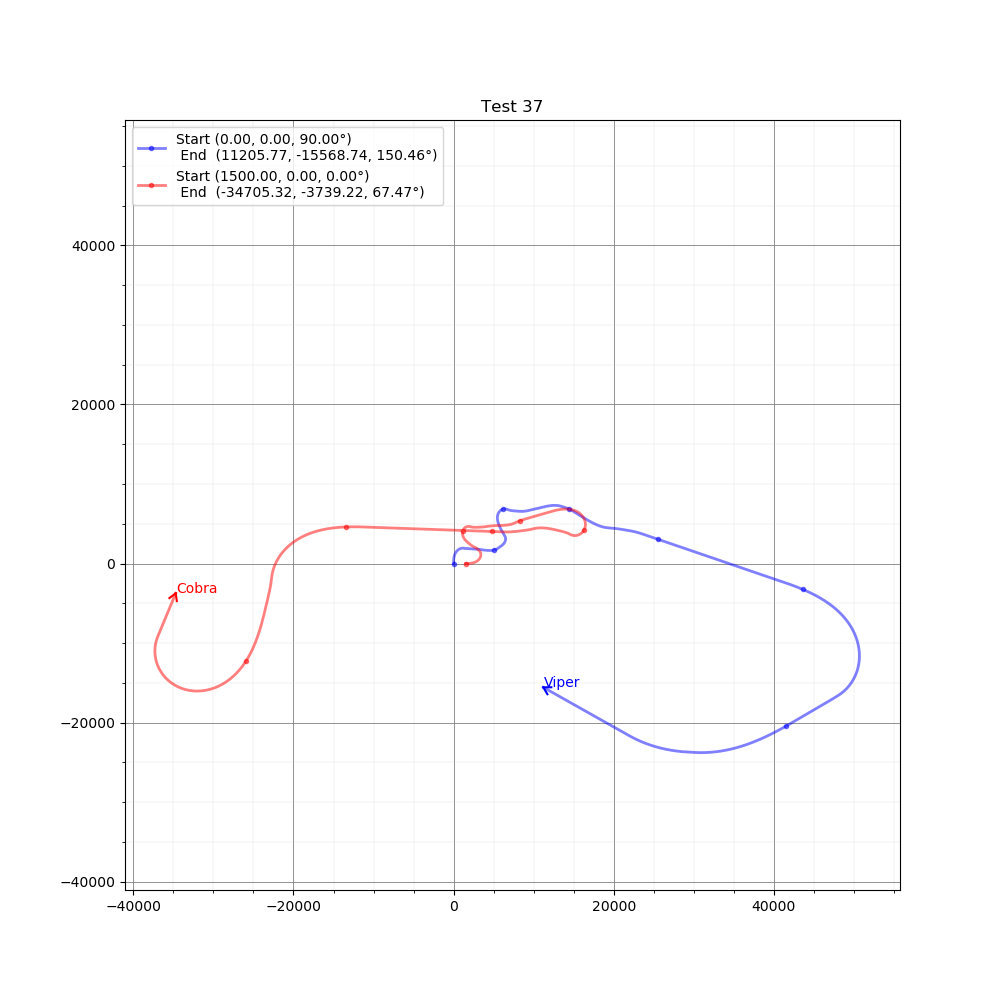 Test 37
Start (0.00, 0.00, 90.00°)
End (11205.77, -15568.74, 150.46°)
Start (1500.00, 0.00, 0.00°)
End (-34705.32, -3739.22, 67.47°)
40000
20000
0
−20000
−40000
Cobra
Viper
−40000 −20000 0 20000 40000